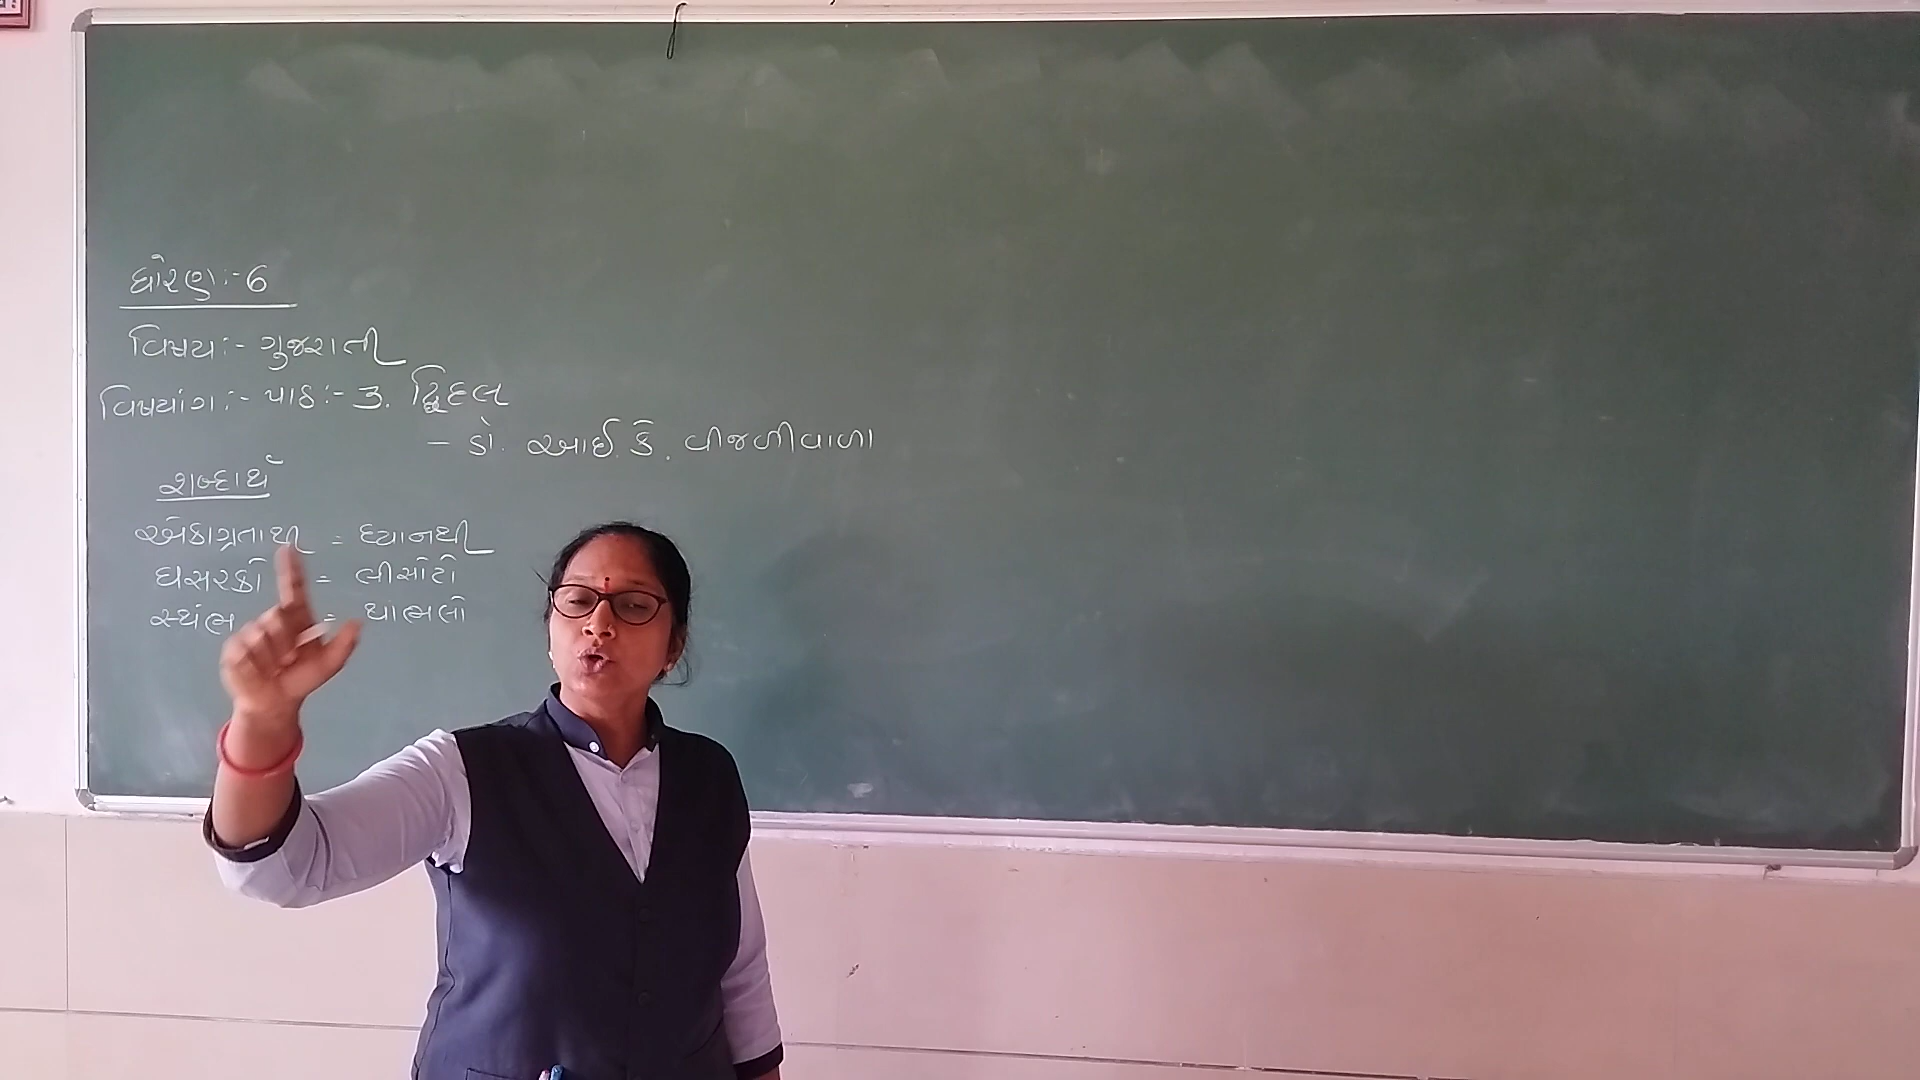 ધોરણ:- 6
વિષય:- ગુજરાતી
વિષયાંગ:- પાઠ:- 3. દ્વિદલ
- ડૉ. આઈ. કે. વીજળીવાળા
શબ્દાર્થ
એકાગ્રતાથી = ધ્યાનથી
ઘસરકો = લીસોટો
સ્થંભ = થાંભલો